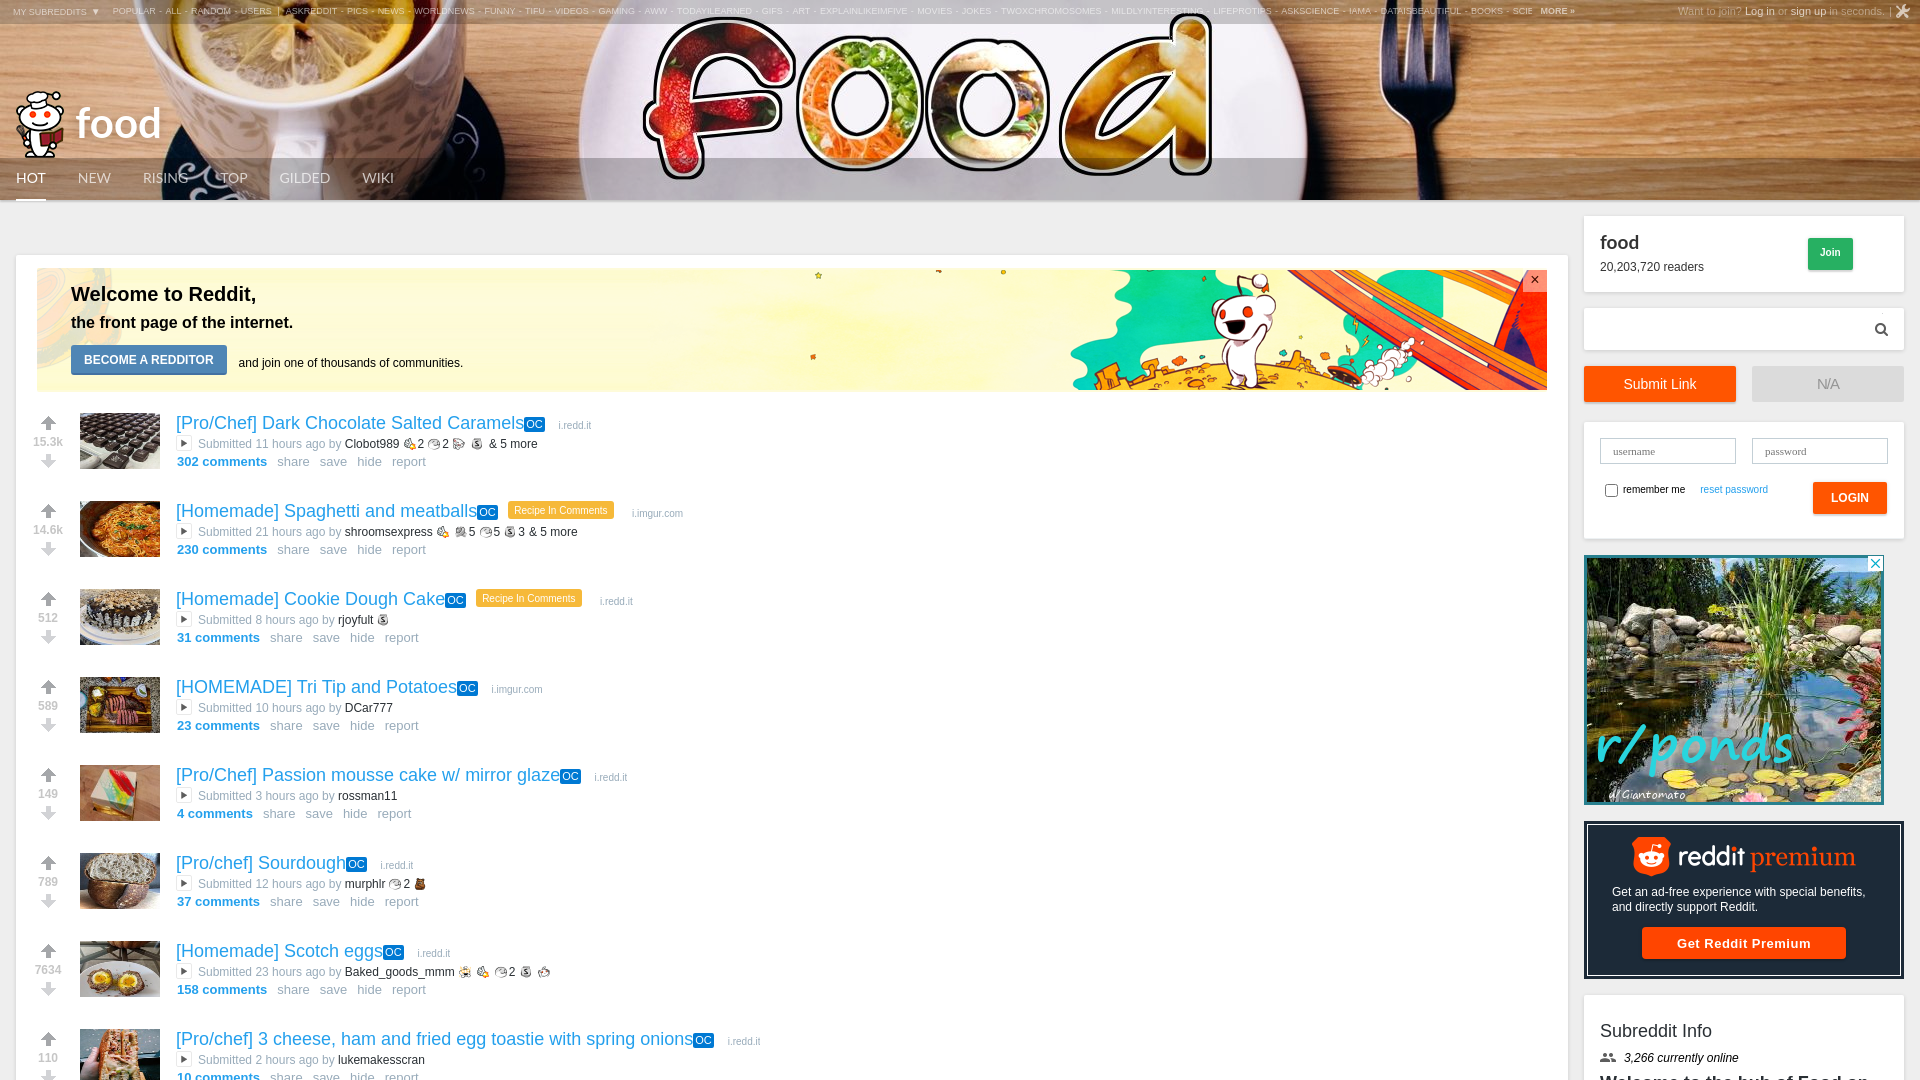 MY SUBREDDITS ▼ POPULAR - ALL - RANDOM - USERS | ASKREDDIT - PICS - NEWS - WORLDNEWS - FUNNY - TIFU - VIDEOS - GAMING - AWW - TODAYILEARNED - GIFS - ART - EXPLAINLIKEIMFIVE - MOVIES - JOKES - TWOXCHROMOSOMES - MILDLYINTERESTING - LIFEPROTIPS - ASKSCIENCE - IAMA - DATAISBEAUTIFUL - BOOKS - SCIE MORE »
Want to join? Log in or sign up in seconds. |
food
food
HOT NEW RISING TOP GILDED WIKI
Welcome to Reddit,
the front page of the internet.
BECOME A REDDITOR and join one of thousands of communities.
×
[Pro/Chef] Dark Chocolate Salted Caramels OC i.redd.it
15.3k
Submitted 11 hours ago by Clobot989 2 2 & 5 more
302 comments share save hide report
[Homemade] Spaghetti and meatballs OC Recipe In Comments i.imgur.com
14.6k
Submitted 21 hours ago by shroomsexpress 5 5 3 & 5 more
230 comments share save hide report
[Homemade] Cookie Dough Cake OC Recipe In Comments i.redd.it
512
Submitted 8 hours ago by rjoyfult
31 comments share save hide report
[HOMEMADE] Tri Tip and Potatoes OC i.imgur.com
589
Submitted 10 hours ago by DCar777
23 comments share save hide report
[Pro/Chef] Passion mousse cake w/ mirror glaze OC i.redd.it
149
Submitted 3 hours ago by rossman11
4 comments share save hide report
[Pro/chef] Sourdough OC i.redd.it
789
Submitted 12 hours ago by murphlr 2
37 comments share save hide report
[Homemade] Scotch eggs OC i.redd.it
7634
Submitted 23 hours ago by Baked_goods_mmm 2
158 comments share save hide report
[Pro/chef] 3 cheese, ham and fried egg toastie with spring onions OC i.redd.it
110
Submitted 2 hours ago by lukemakesscran
10 comments share save hide report
food
20,203,720 readers
Join
Submit Link N/A
username password
remember me reset password LOGIN
r/ponds
u/Giantomato
reddit premium
Get an ad-free experience with special benefits,
and directly support Reddit.
Get Reddit Premium
Subreddit Info
3,266 currently online
Welcome to the hub of Food on